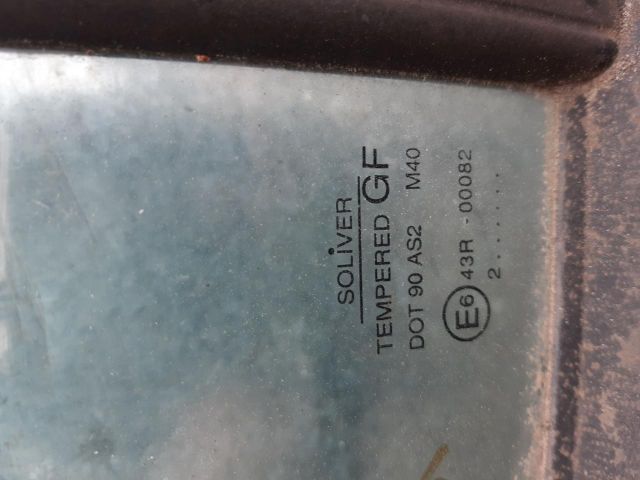 SOLIVER
TEMPERED GF
DOT 90 AS2 M40
E6 43R -00082
2......